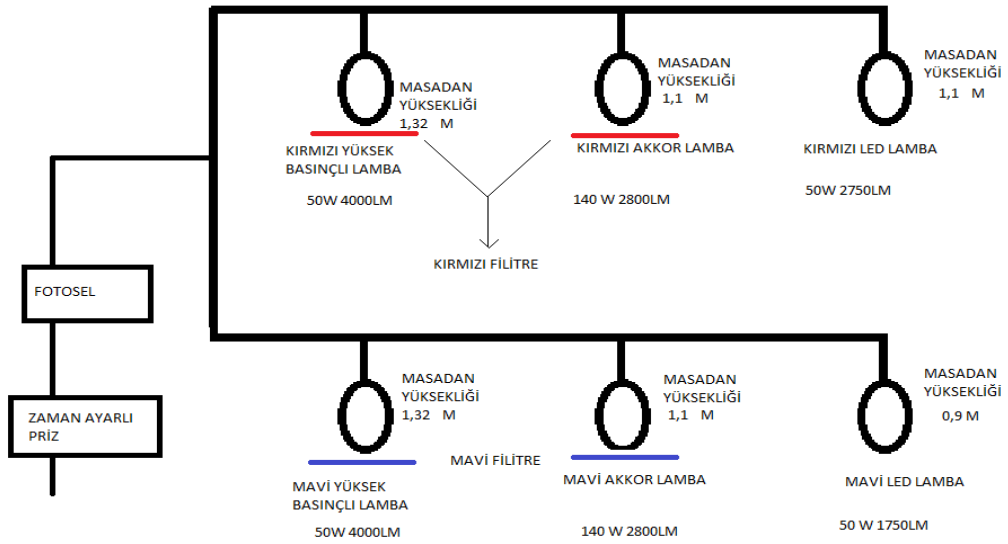 MASADAN
YÜKSEKLİĞİ
1,32 M
KIRMIZI YÜKSEK
BASINÇLI LAMBA
50W 4000LM
MASADAN
YÜKSEKLİĞİ
1,1 M
KIRMIZI AKKOR LAMBA
140 W 2800LM
MASADAN
YÜKSEKLİĞİ
1,1 M
KIRMIZI LED LAMBA
50W 2750LM
KIRMIZI FİLİTRE
FOTOSEL
ZAMAN AYARLI
PRİZ
MASADAN
YÜKSEKLİĞİ
1,32 M
MAVİ YÜKSEK
BASINÇLI LAMBA
50W 4000LM
MAVİ FİLİTRE
MASADAN
YÜKSEKLİĞİ
1,1 M
MAVİ AKKOR LAMBA
140 W 2800LM
MASADAN
YÜKSEKLİĞİ
0,9 M
MAVİ LED LAMBA
50 W 1750LM